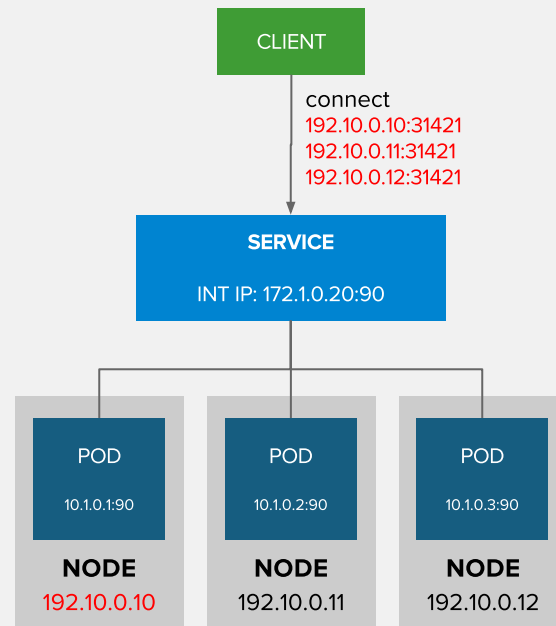 CLIENT
connect
192.10.0.10:31421
192.10.0.11:31421
192.10.0.12:31421
SERVICE
INT IP: 172.1.0.20:90
POD
10.1.0.1:90
NODE
192.10.0.10
POD
10.1.0.2:90
NODE
192.10.0.11
POD
10.1.0.3:90
NODE
192.10.0.12